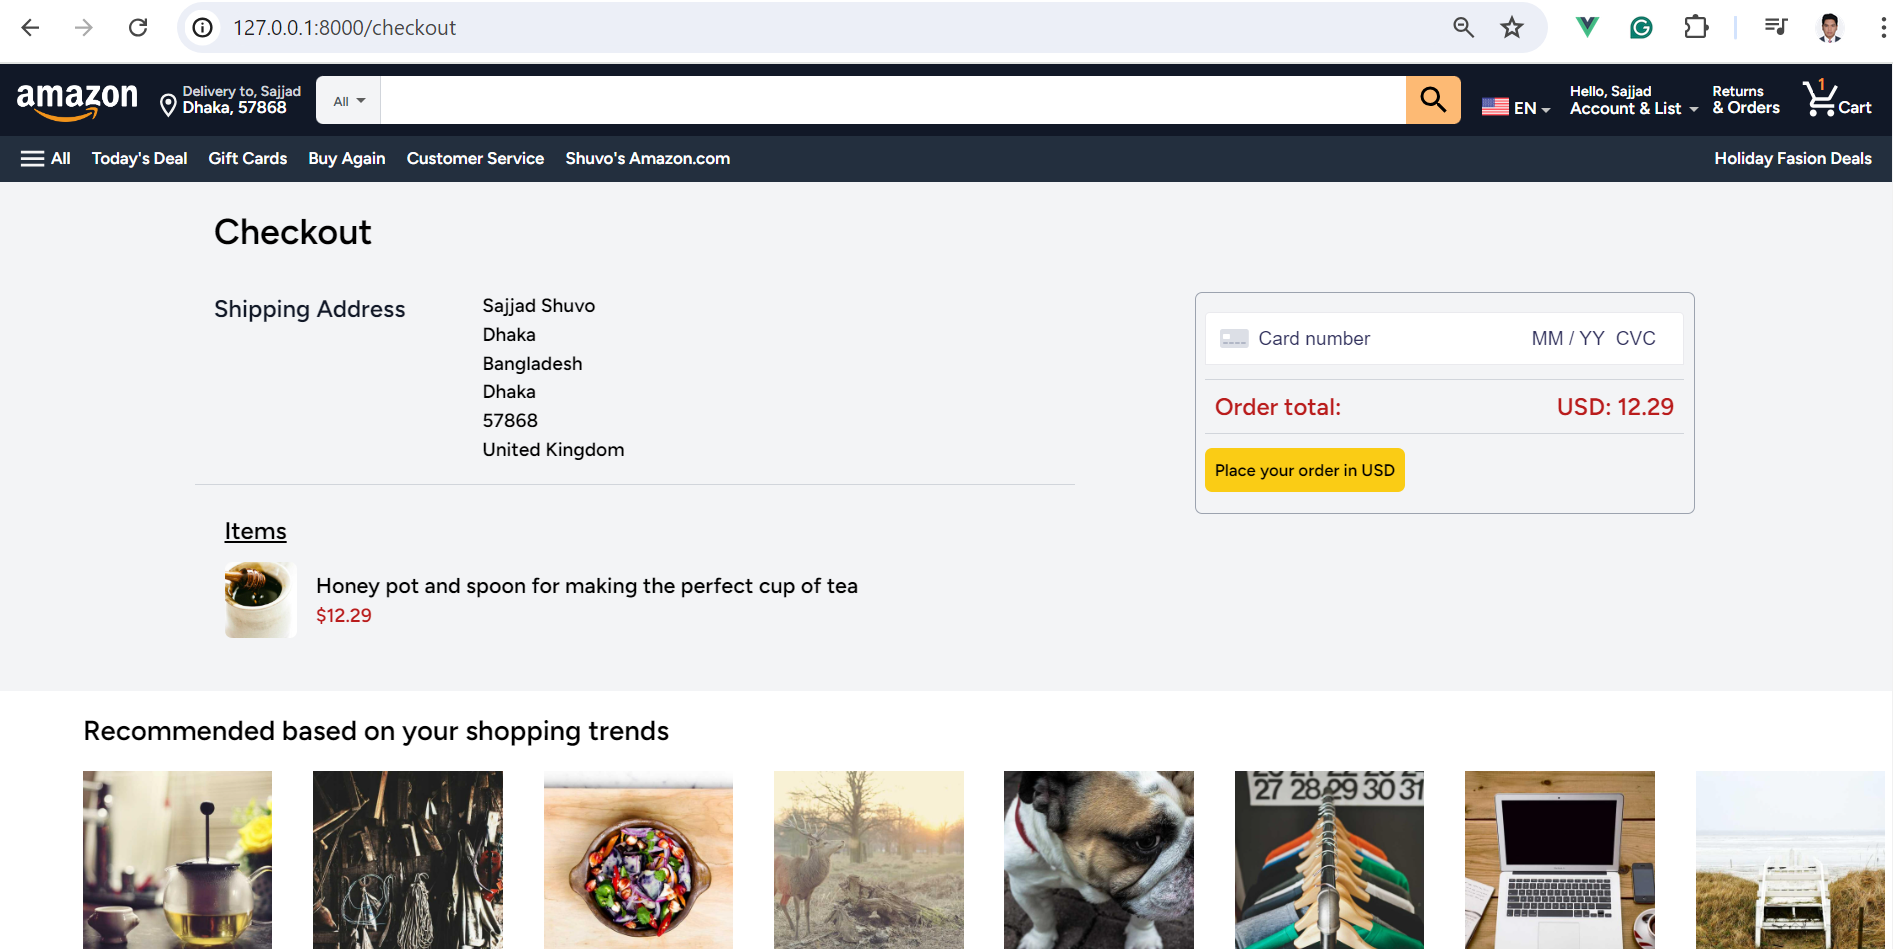 127.0.0.1:8000/checkout
amazon
Delivery to, Sajjad
Dhaka, 57868
All
EN
Hello, Sajjad
Account & List
Returns
& Orders
1
Cart
All
Today's Deal
Gift Cards
Buy Again
Customer Service
Shuvo's Amazon.com
Holiday Fasion Deals
Checkout
Shipping Address
Sajjad Shuvo
Dhaka
Bangladesh
Dhaka
57868
United Kingdom
Card number MM / YY CVC
Order total: USD: 12.29
Place your order in USD
Items
Honey pot and spoon for making the perfect cup of tea
$12.29
Recommended based on your shopping trends
27 28 29 30 31